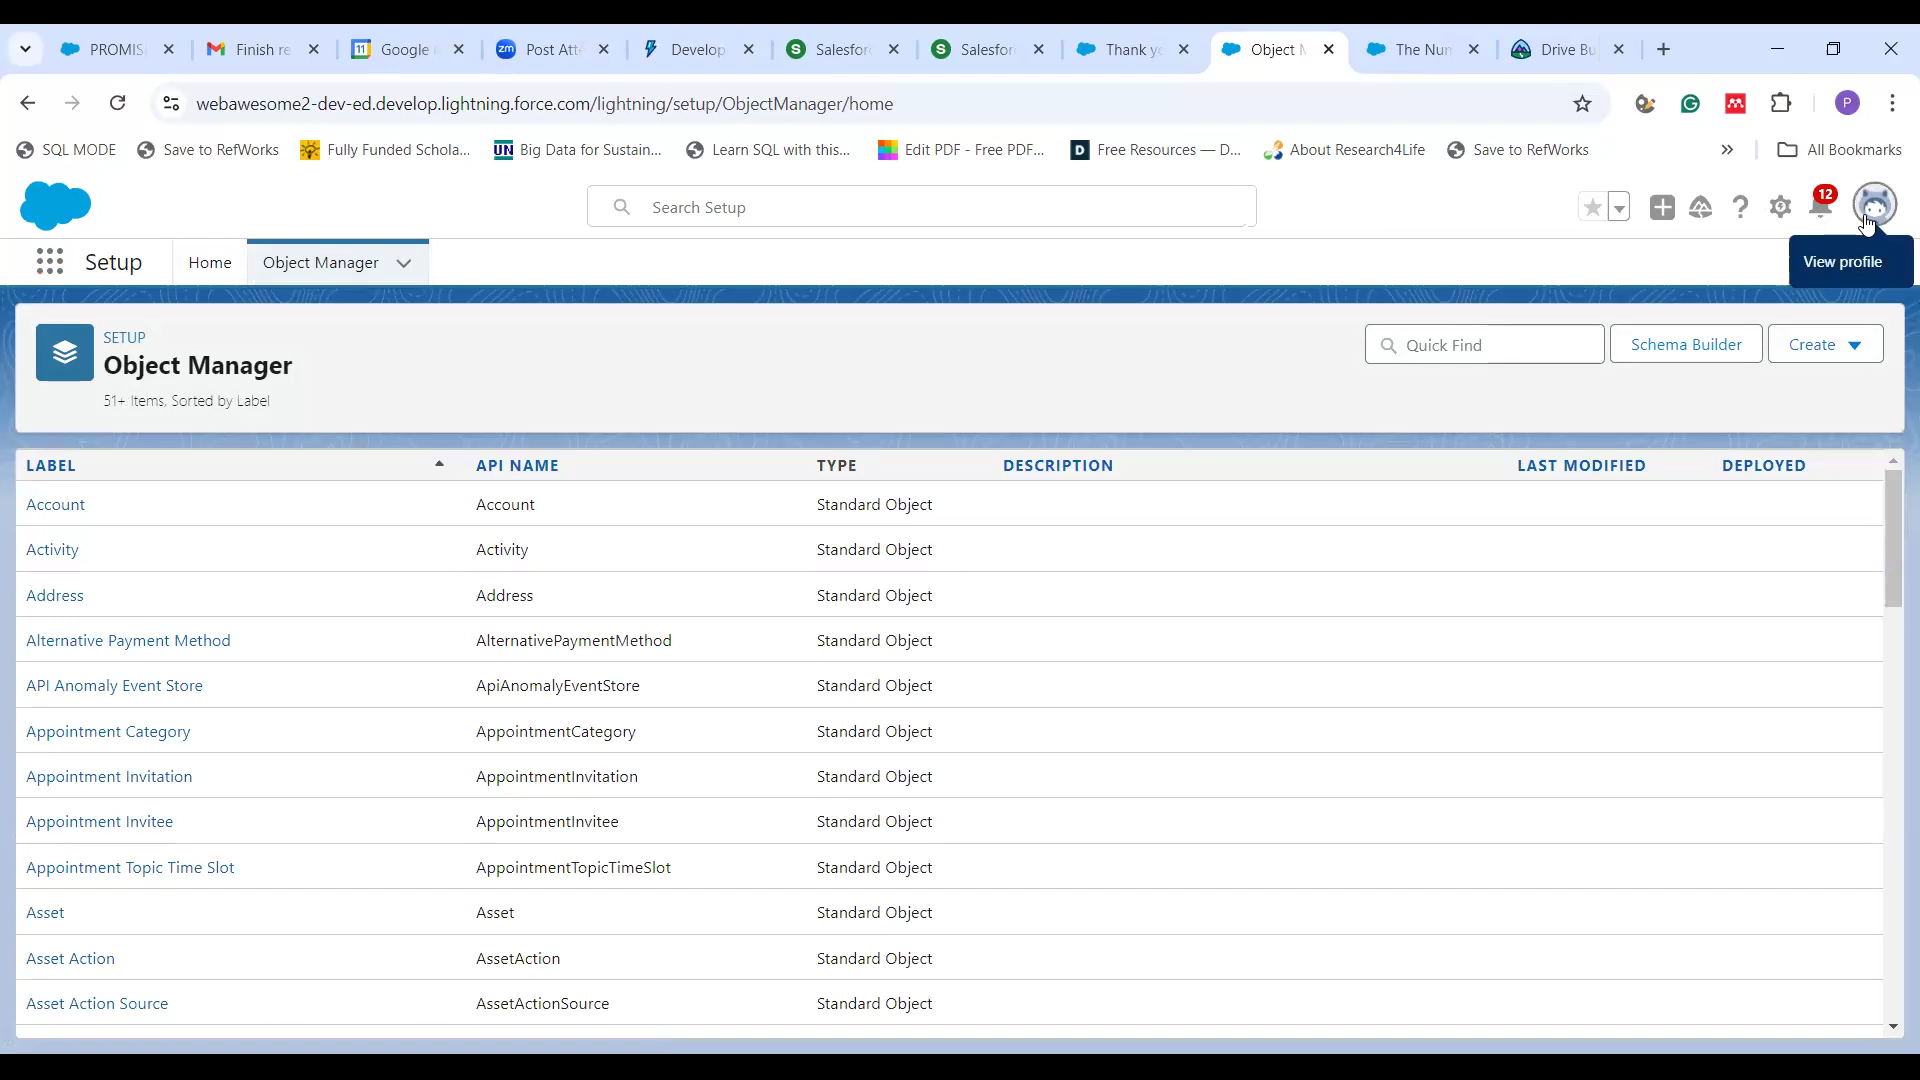 PROMIS
Finish re
11
Google
zm
Post Att
Develop
S
Salesfor
S
Salesfor
Thank yo
Object M
The Num
Drive Bu
webawesome2-dev-ed.develop.lightning.force.com/lightning/setup/ObjectManager/home
P
SQL MODE
Save to RefWorks
Fully Funded Schola...
UN
Big Data for Sustain...
Learn SQL with this...
Edit PDF - Free PDF...
D
Free Resources — D...
About Research4Life
Save to RefWorks
»
All Bookmarks
Search Setup
12
Setup
Home
Object Manager
View profile
SETUP
Object Manager
51+ Items, Sorted by Label
Quick Find
Schema Builder
Create
LABEL API NAME TYPE DESCRIPTION LAST MODIFIED DEPLOYED
Account Account Standard Object
Activity Activity Standard Object
Address Address Standard Object
Alternative Payment Method AlternativePaymentMethod Standard Object
API Anomaly Event Store ApiAnomalyEventStore Standard Object
Appointment Category AppointmentCategory Standard Object
Appointment Invitation AppointmentInvitation Standard Object
Appointment Invitee AppointmentInvitee Standard Object
Appointment Topic Time Slot AppointmentTopicTimeSlot Standard Object
Asset Asset Standard Object
Asset Action AssetAction Standard Object
Asset Action Source AssetActionSource Standard Object